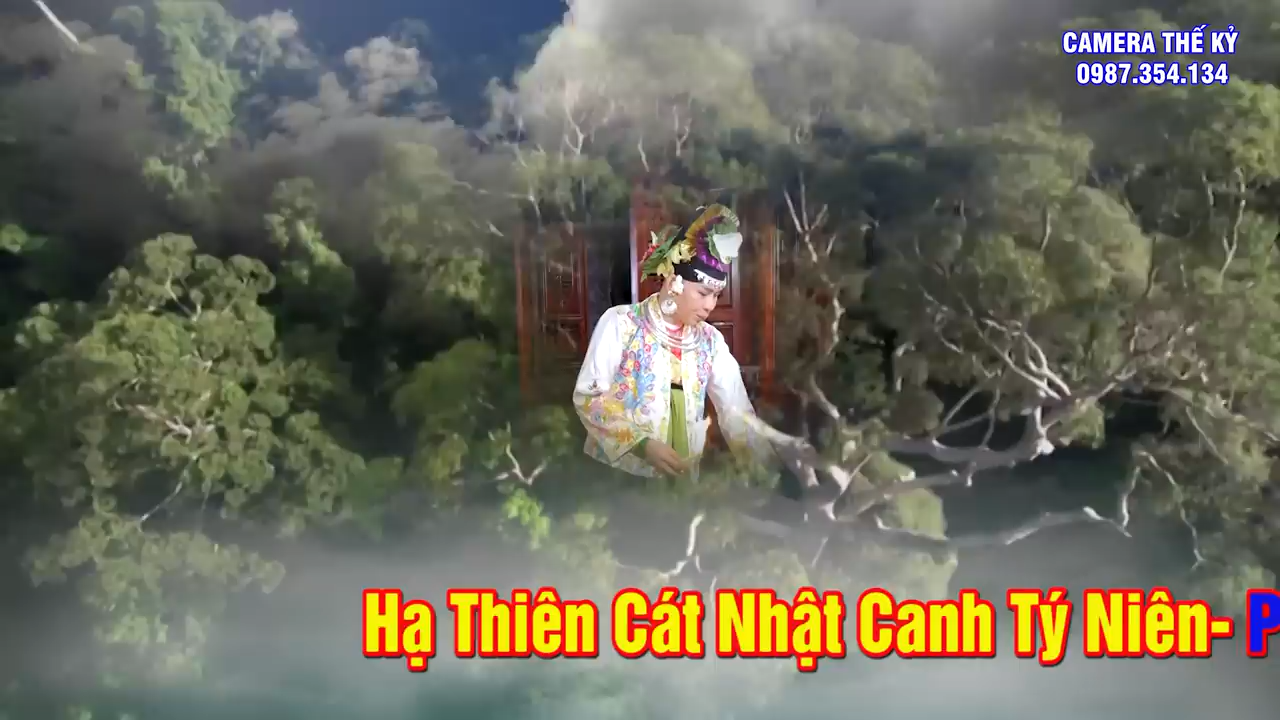 CAMERA THẾ KỶ
0987.354.134
Hạ Thiên Cát Nhật Canh Tý Niên- P